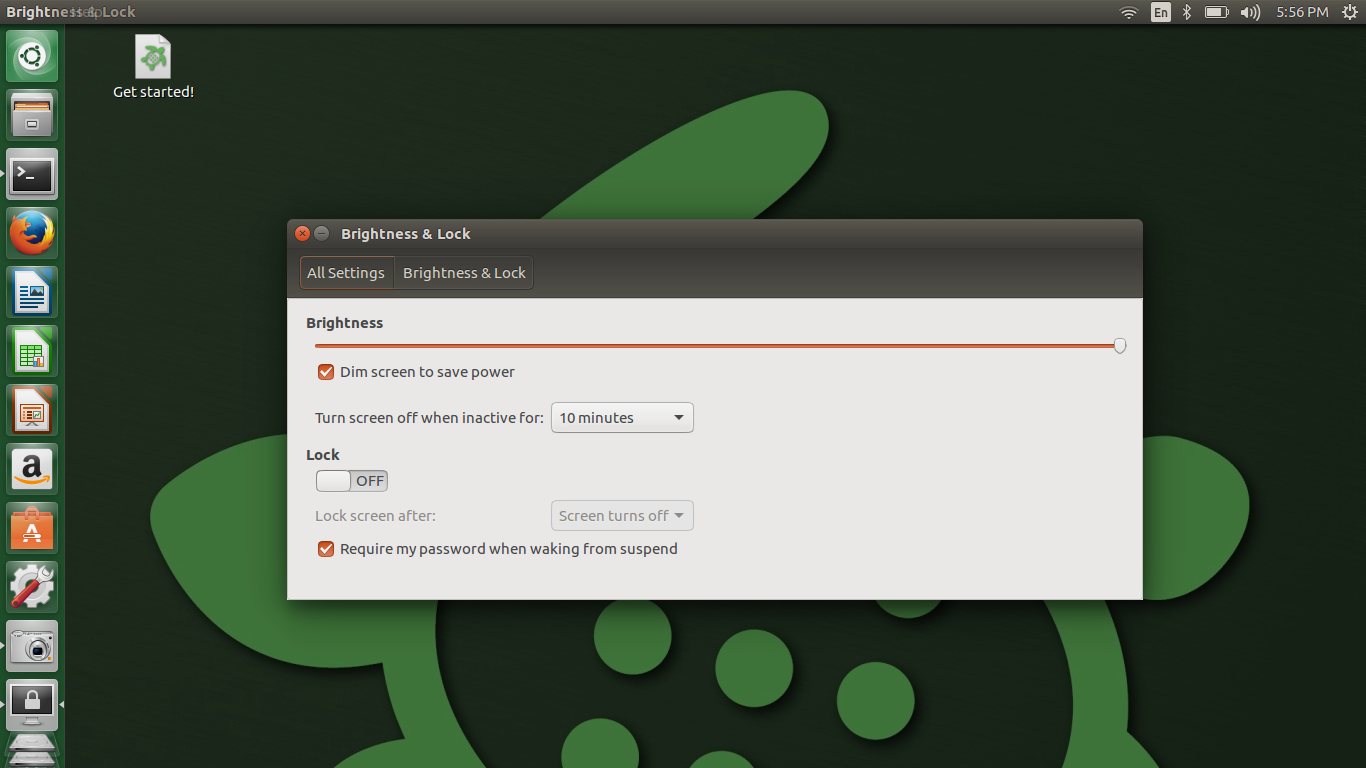 Brightness & Lock
Help
En
5:56 PM
Get started!
Brightness & Lock
All Settings
Brightness & Lock
Brightness
Dim screen to save power
Turn screen off when inactive for:
10 minutes
Lock
OFF
Lock screen after:
Screen turns off
Require my password when waking from suspend